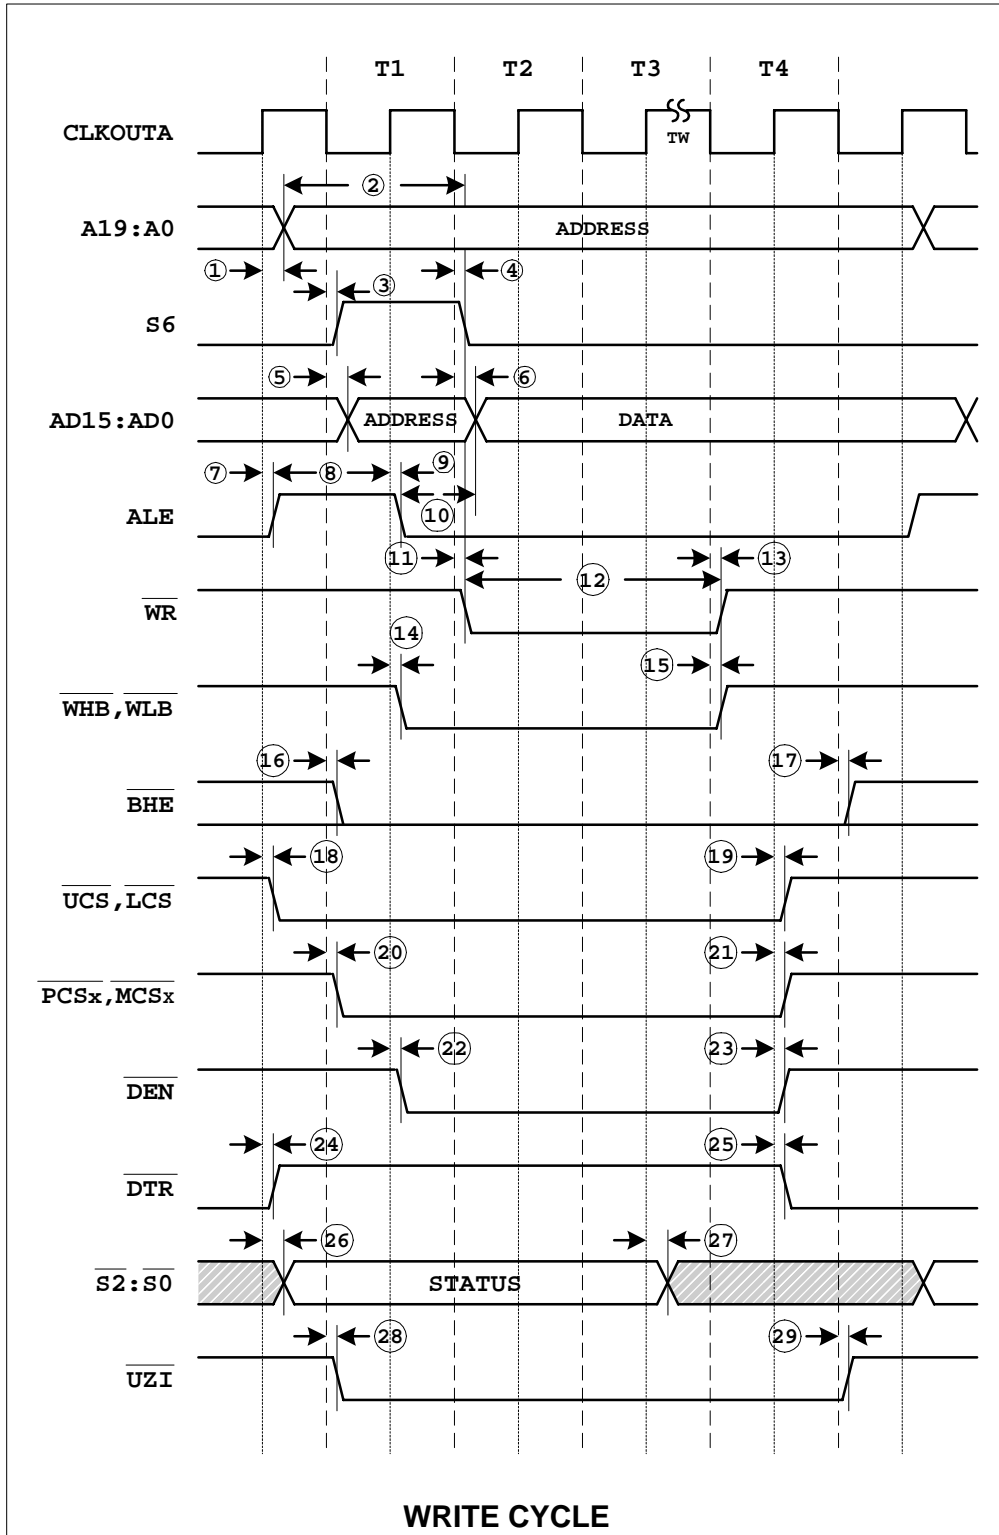 T1 T2 T3 T4
CLKOUTA
TW
2
A19:A0 ADDRESS
1 4
3
S6
5 6
AD15:AD0 ADDRESS DATA
7 8 9
ALE 10
11 12 13
WR
14
15
WHB,WLB
16 17
BHE
18 19
UCS,LCS
20 21
PCSx,MCSx
22 23
DEN
24 25
DTR
26 27
S2:S0 STATUS
28 29
UZI
WRITE CYCLE